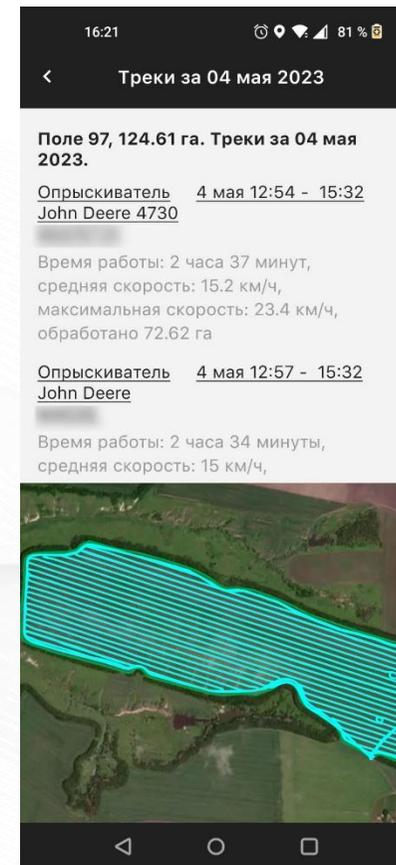 16:21 81 %
Треки за 04 мая 2023
Поле 97, 124.61 га. Треки за 04 мая
2023.
Опрыскиватель 4 мая 12:54 - 15:32
John Deere 4730
Время работы: 2 часа 37 минут,
средняя скорость: 15.2 км/ч,
максимальная скорость: 23.4 км/ч,
обработано 72.62 га
Опрыскиватель 4 мая 12:57 - 15:32
John Deere
Время работы: 2 часа 34 минуты,
средняя скорость: 15 км/ч,